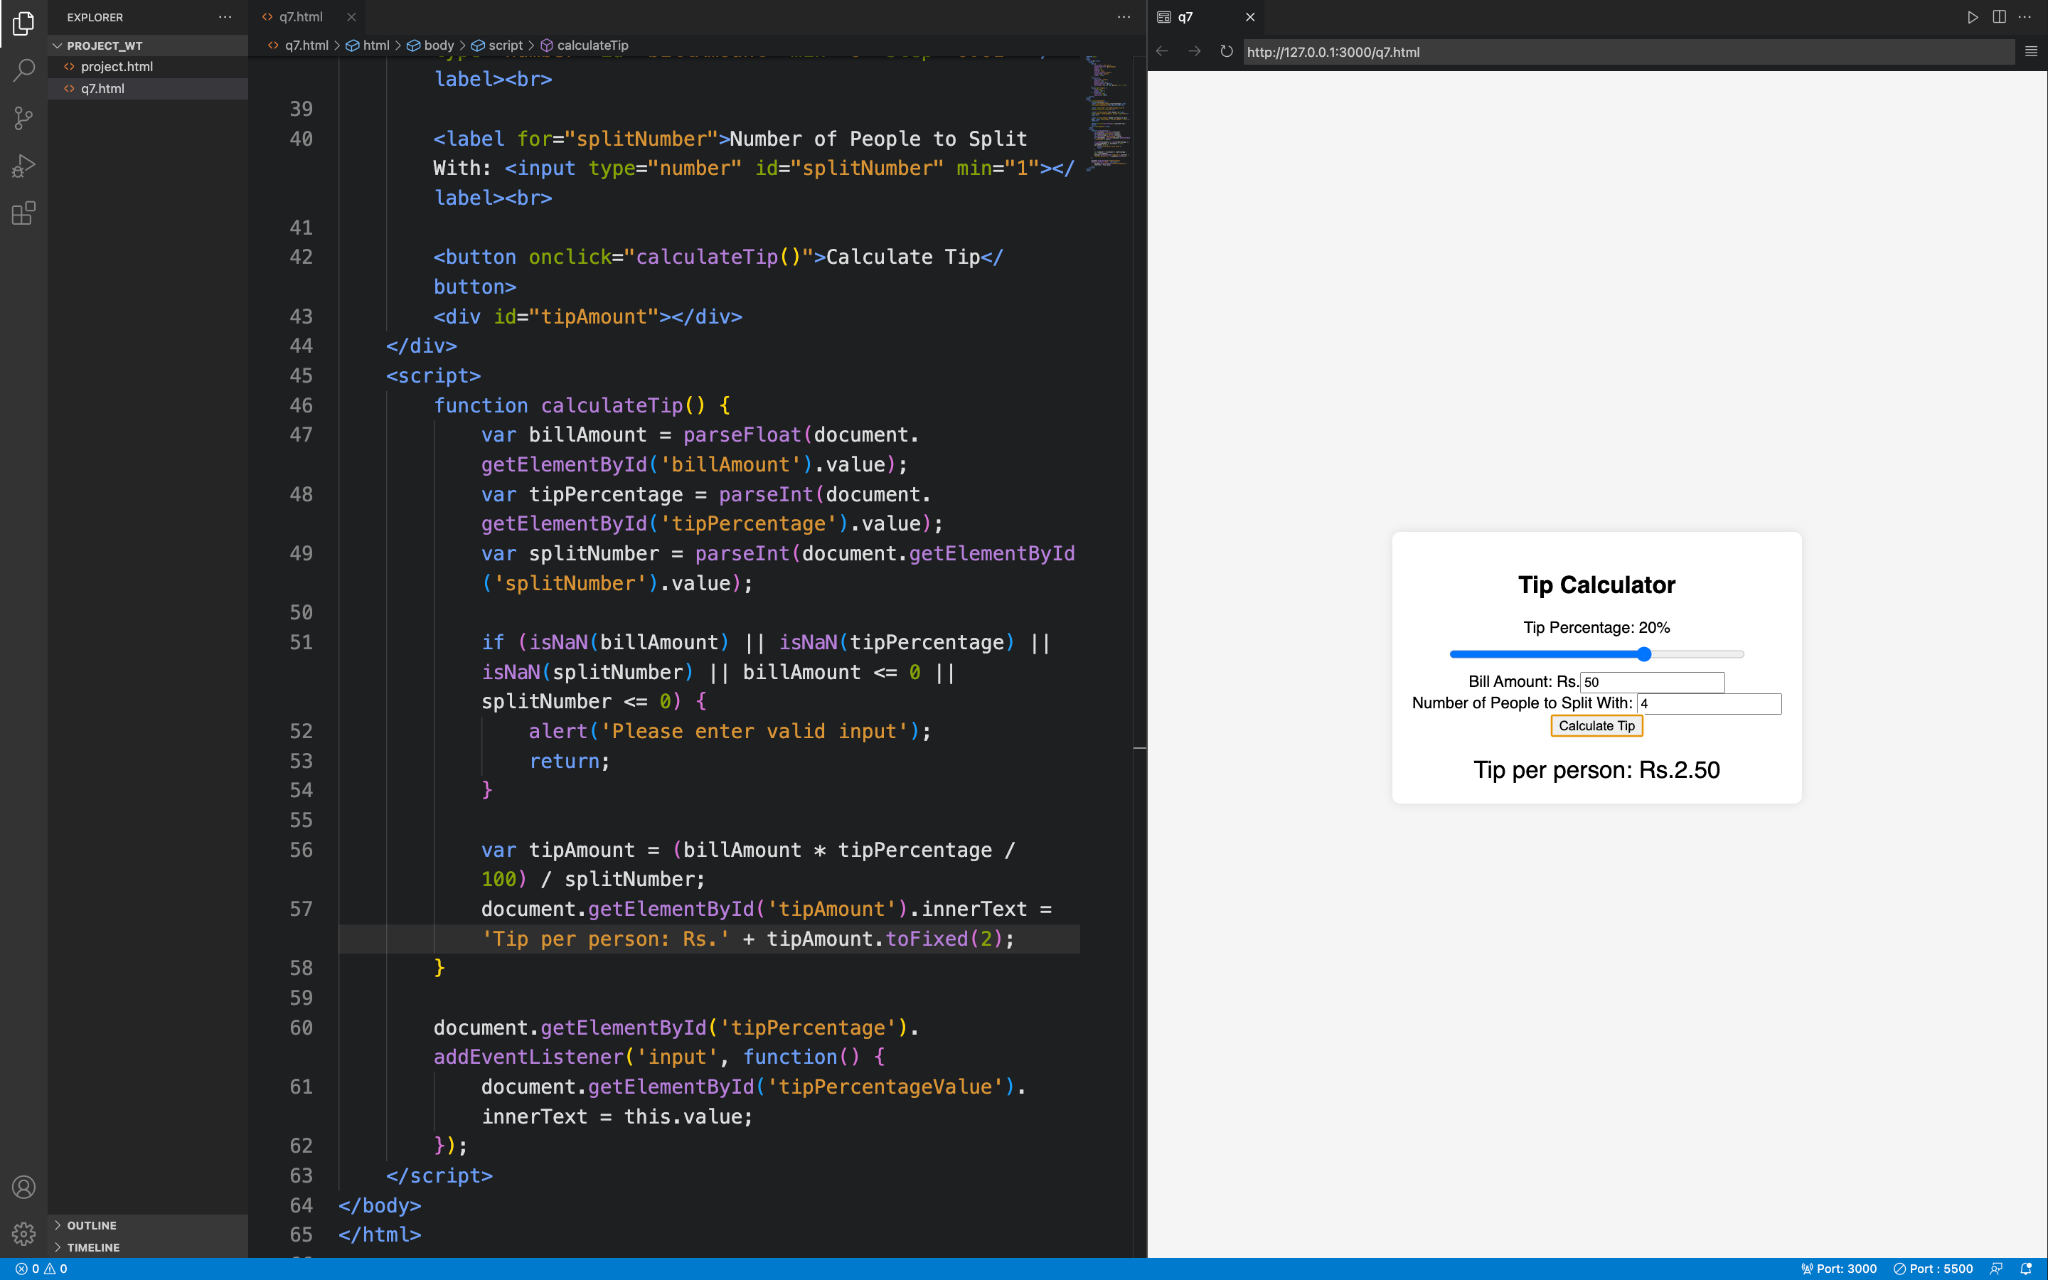 EXPLORER
PROJECT_WT
project.html
q7.html
OUTLINE
TIMELINE
q7.html
q7.html > html > body > script > calculateTip
label><br>
39
40 <label for="splitNumber">Number of People to Split
With: <input type="number" id="splitNumber" min="1"></
label><br>
41
42 <button onclick="calculateTip()">Calculate Tip</
button>
43 <div id="tipAmount"></div>
44 </div>
45 <script>
46 function calculateTip() {
47 var billAmount = parseFloat(document.
getElementById('billAmount').value);
48 var tipPercentage = parseInt(document.
getElementById('tipPercentage').value);
49 var splitNumber = parseInt(document.getElementById
('splitNumber').value);
50
51 if (isNaN(billAmount) || isNaN(tipPercentage) ||
isNaN(splitNumber) || billAmount <= 0 ||
splitNumber <= 0) {
52 alert('Please enter valid input');
53 return;
54 }
55
56 var tipAmount = (billAmount * tipPercentage /
100) / splitNumber;
57 document.getElementById('tipAmount').innerText =
'Tip per person: Rs.' + tipAmount.toFixed(2);
58 }
59
60 document.getElementById('tipPercentage').
addEventListener('input', function() {
61 document.getElementById('tipPercentageValue').
innerText = this.value;
62 });
63 </script>
64 </body>
65 </html>
q7
http://127.0.0.1:3000/q7.html
Tip Calculator
Tip Percentage: 20%
Bill Amount: Rs. 50
Number of People to Split With: 4
Calculate Tip
Tip per person: Rs.2.50
0 0
Port: 3000
Port : 5500